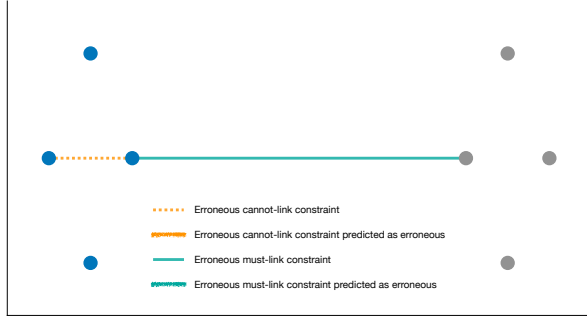 Erroneous cannot-link constraint
Erroneous cannot-link constraint predicted as erroneous
Erroneous must-link constraint
Erroneous must-link constraint predicted as erroneous